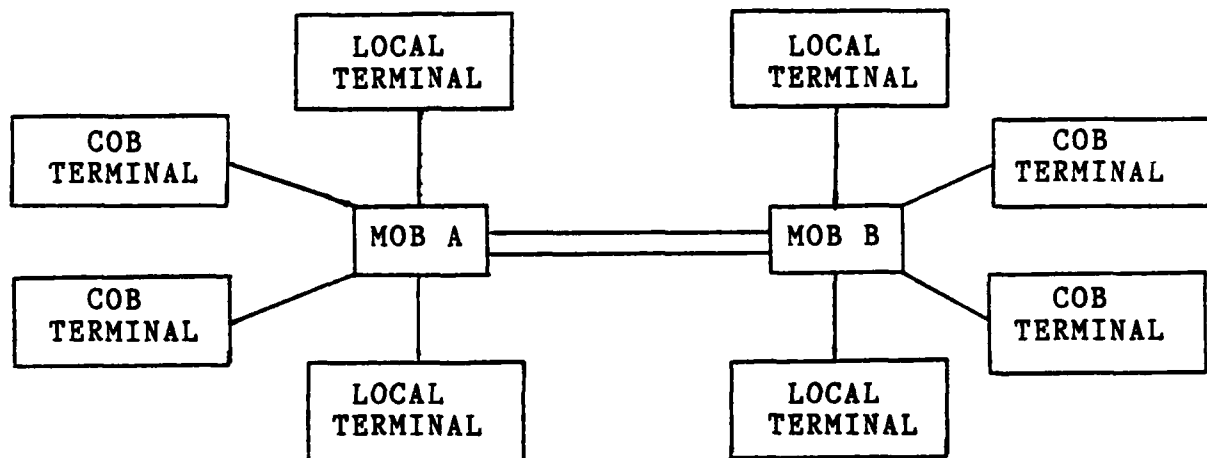 LOCAL
TERMINAL
LOCAL
TERMINAL
COB
TERMINAL
COB
TERMINAL
MOB A
MOB B
COB
TERMINAL
COB
TERMINAL
LOCAL
TERMINAL
LOCAL
TERMINAL